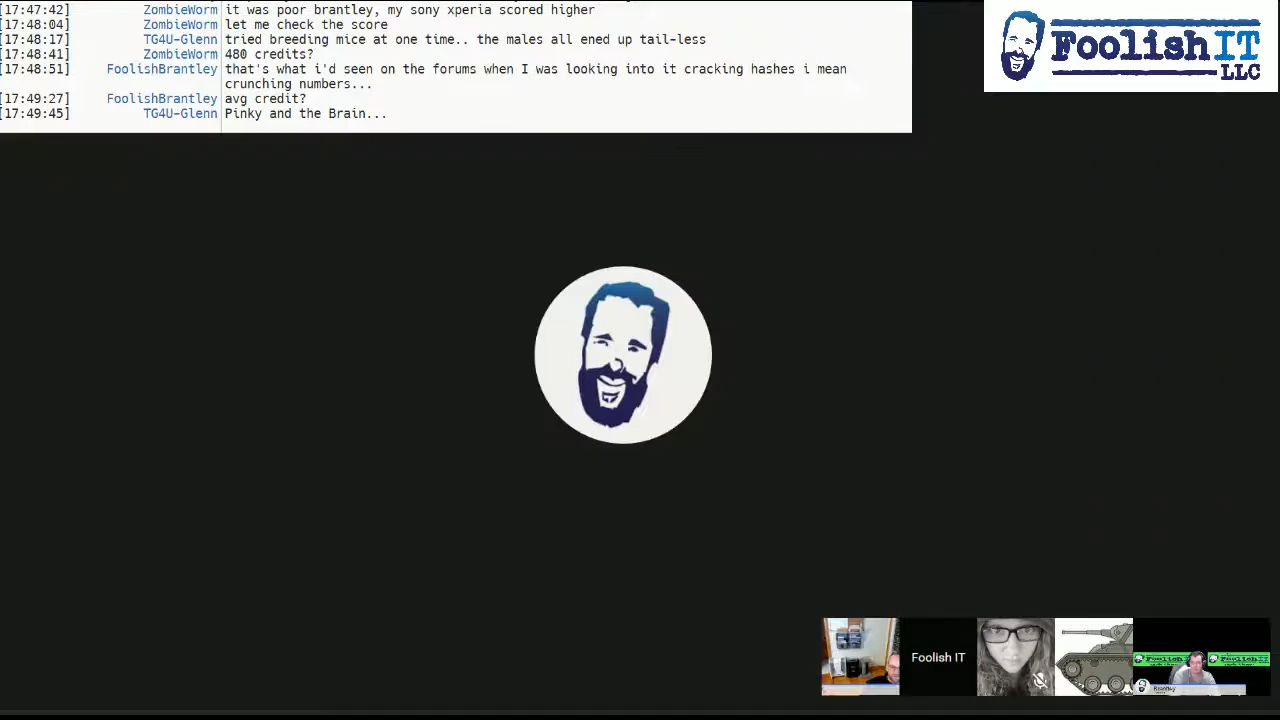 [17:47:42] ZombieWorm it was poor brantley, my sony xperia scored higher
[17:48:04] ZombieWorm let me check the score
[17:48:17] TG4U-Glenn tried breeding mice at one time.. the males all ened up tail-less
[17:48:41] ZombieWorm 480 credits?
[17:48:51] FoolishBrantley that's what i'd seen on the forums when I was looking into it cracking hashes i mean
crunching numbers...
[17:49:27] FoolishBrantley avg credit?
[17:49:45] TG4U-Glenn Pinky and the Brain...
FoolishIT
LLC
Foolish IT
FoolishIT
FoolishIT
Brantley